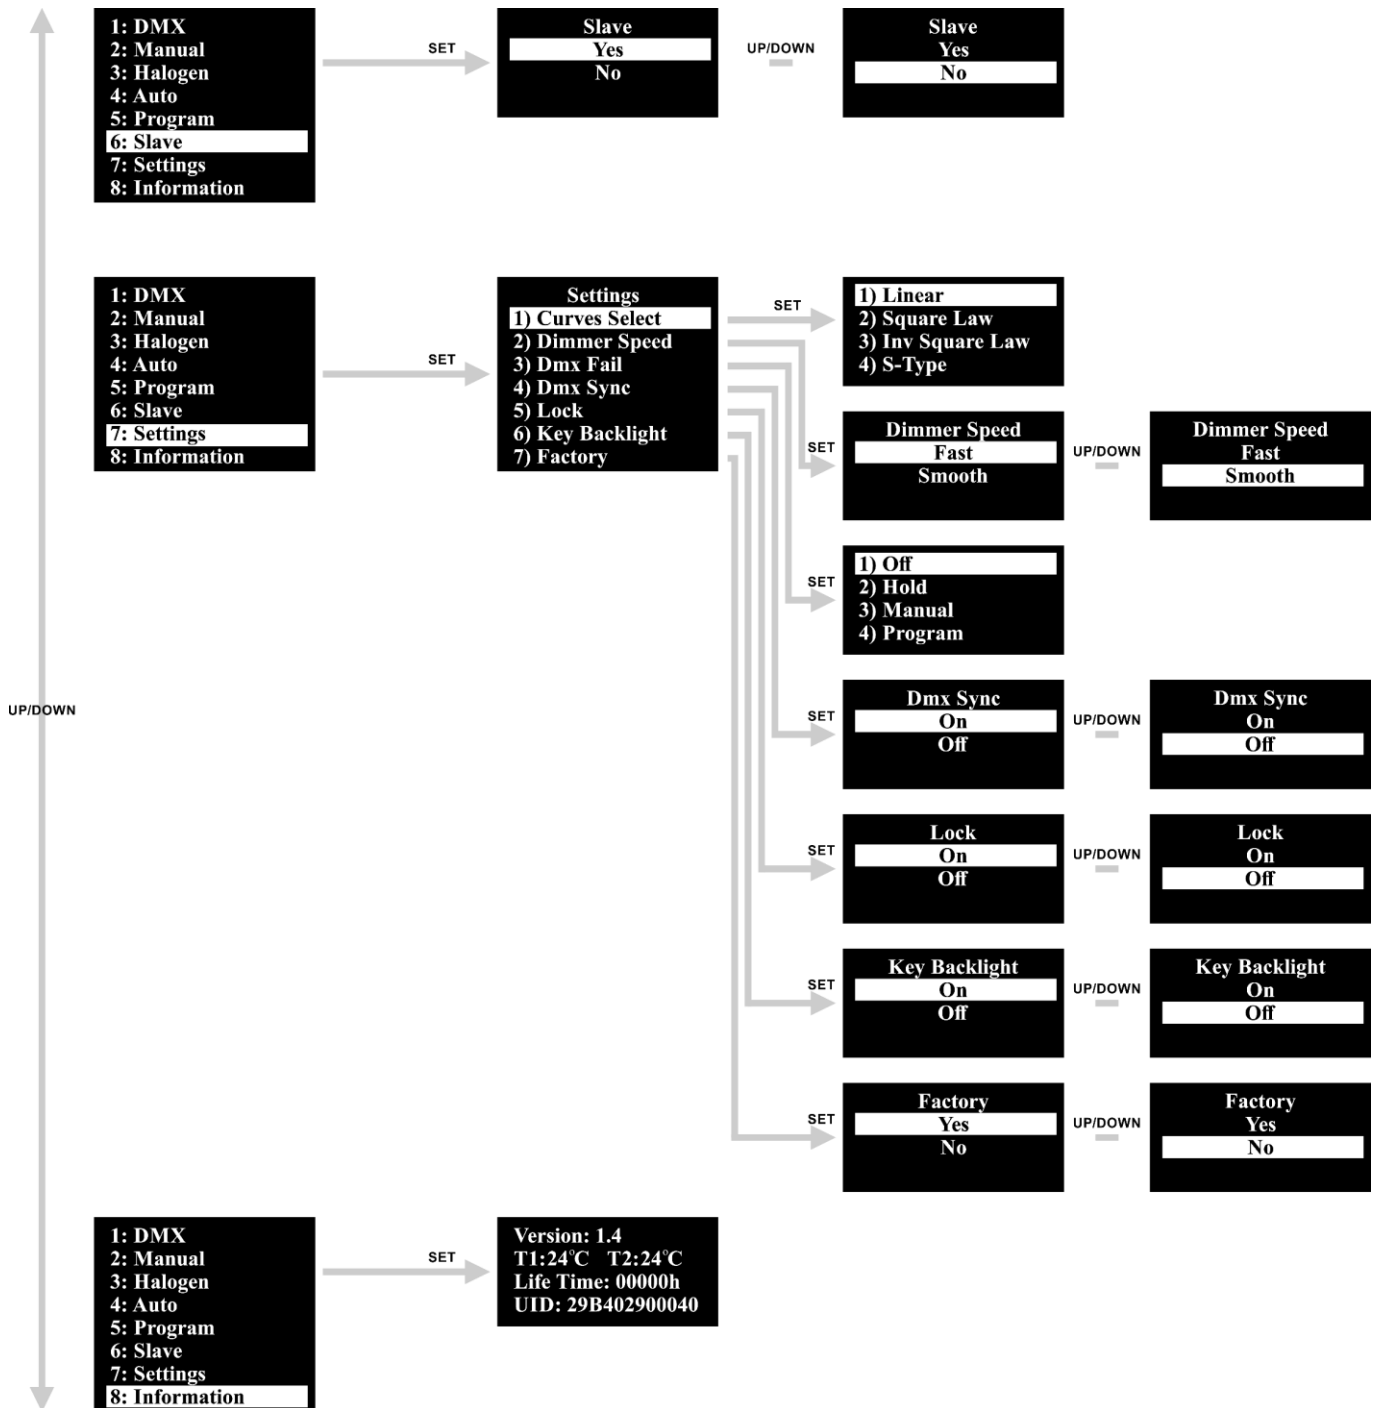 1: DMX
2: Manual
3: Halogen
4: Auto
5: Program
6: Slave
7: Settings
8: Information
SET
Slave
Yes
No
UP/DOWN
Slave
Yes
No
1: DMX
2: Manual
3: Halogen
4: Auto
5: Program
6: Slave
7: Settings
8: Information
SET
Settings
1) Curves Select
2) Dimmer Speed
3) Dmx Fail
4) Dmx Sync
5) Lock
6) Key Backlight
7) Factory
SET
1) Linear
2) Square Law
3) Inv Square Law
4) S-Type
SET
Dimmer Speed
Fast
Smooth
UP/DOWN
Dimmer Speed
Fast
Smooth
SET
1) Off
2) Hold
3) Manual
4) Program
UP/DOWN
SET
Dmx Sync
On
Off
UP/DOWN
Dmx Sync
On
Off
SET
Lock
On
Off
UP/DOWN
Lock
On
Off
SET
Key Backlight
On
Off
UP/DOWN
Key Backlight
On
Off
SET
Factory
Yes
No
UP/DOWN
Factory
Yes
No
1: DMX
2: Manual
3: Halogen
4: Auto
5: Program
6: Slave
7: Settings
8: Information
SET
Version: 1.4
T1:24℃ T2:24℃
Life Time: 00000h
UID: 29B402900040